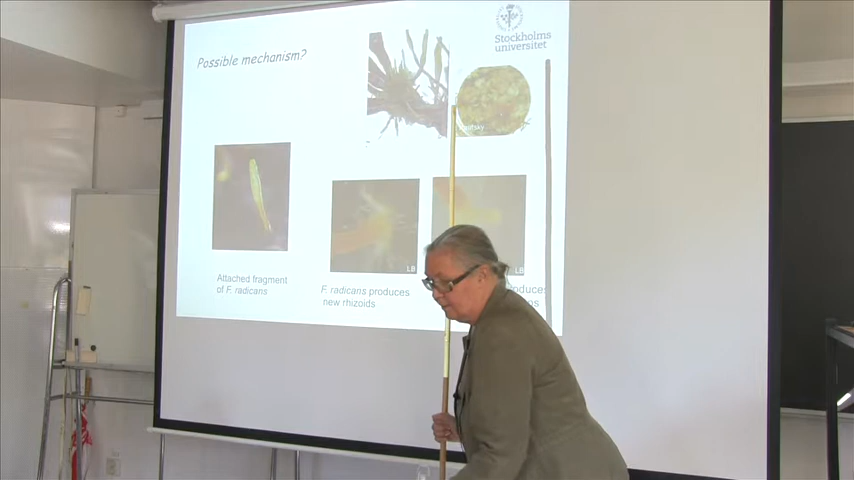 Possible mechanism?
Stockholms
universitet
Attached fragment
of F. radicans
F. radicans produces
new rhizoids
LB
LB